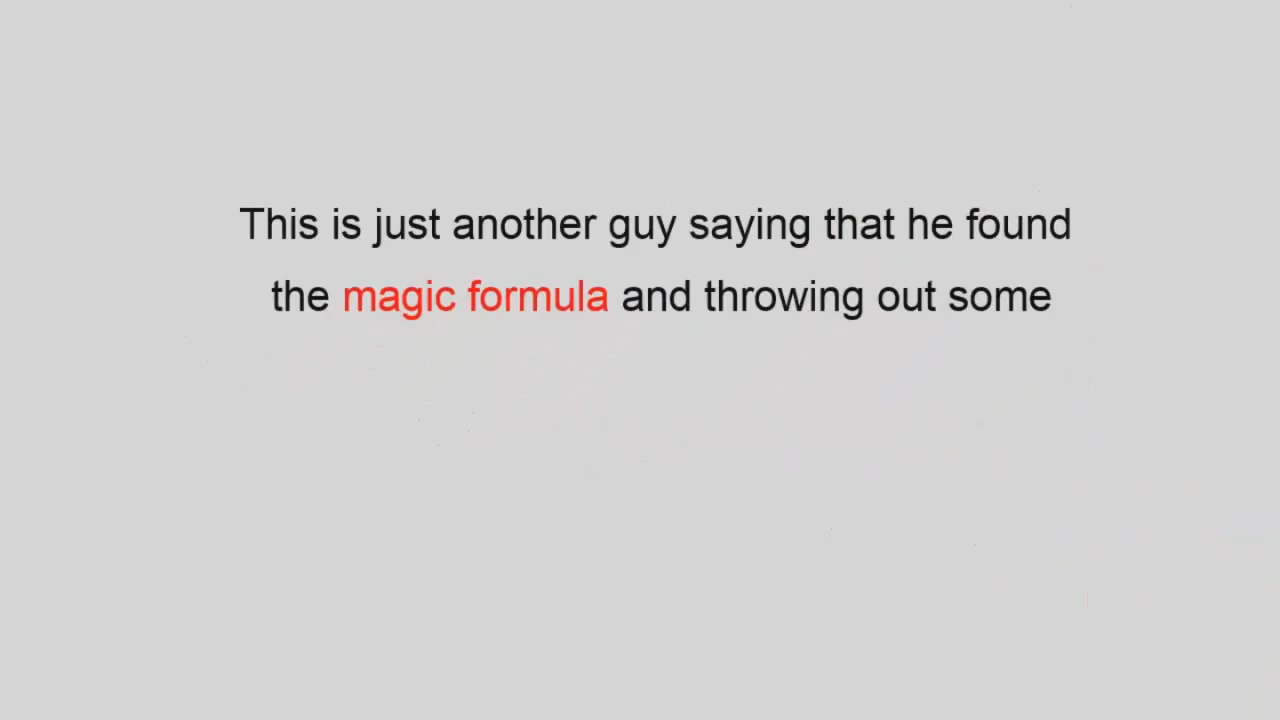 This is just another guy saying that he found
the magic formula and throwing out some